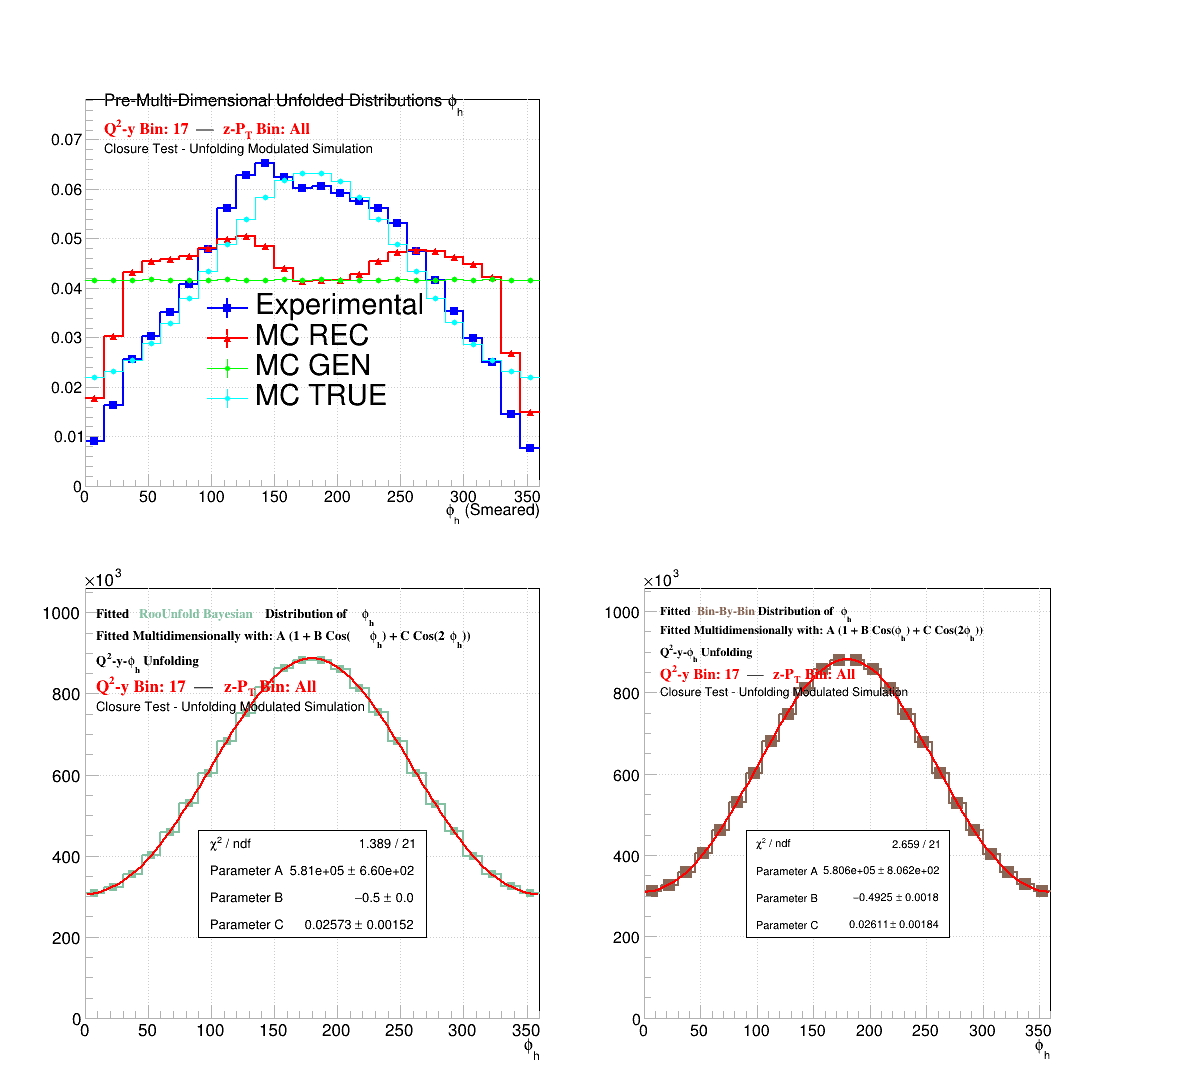 Pre-Multi-Dimensional Unfolded Distributions ϕh
Q²-y Bin: 17 — z-PT Bin: All
Closure Test - Unfolding Modulated Simulation
0.07
0.06
0.05
0.04
0.03
0.02
0.01
0
Experimental
MC REC
MC GEN
MC TRUE
0 50 100 150 200 250 300 350
ϕh (Smeared)
×10³
1000
800
600
400
200
0
Fitted RooUnfold Bayesian Distribution of ϕh
Fitted Multidimensionally with: A (1 + B Cos( ϕh) + C Cos(2 ϕh))
Q²-y-ϕh Unfolding
Q²-y Bin: 17 — z-PT Bin: All
Closure Test - Unfolding Modulated Simulation
χ² / ndf 1.389 / 21
Parameter A 5.81e+05 ± 6.60e+02
Parameter B −0.5 ± 0.0
Parameter C 0.02573 ± 0.00152
0 50 100 150 200 250 300 350
ϕh
×10³
1000
800
600
400
200
0
Fitted Bin-By-Bin Distribution of ϕh
Fitted Multidimensionally with: A (1 + B Cos(ϕh) + C Cos(2ϕh))
Q²-y-ϕh Unfolding
Q²-y Bin: 17 — z-PT Bin: All
Closure Test - Unfolding Modulated Simulation
χ² / ndf 2.659 / 21
Parameter A 5.806e+05 ± 8.062e+02
Parameter B −0.4925 ± 0.0018
Parameter C 0.02611 ± 0.00184
0 50 100 150 200 250 300 350
ϕh